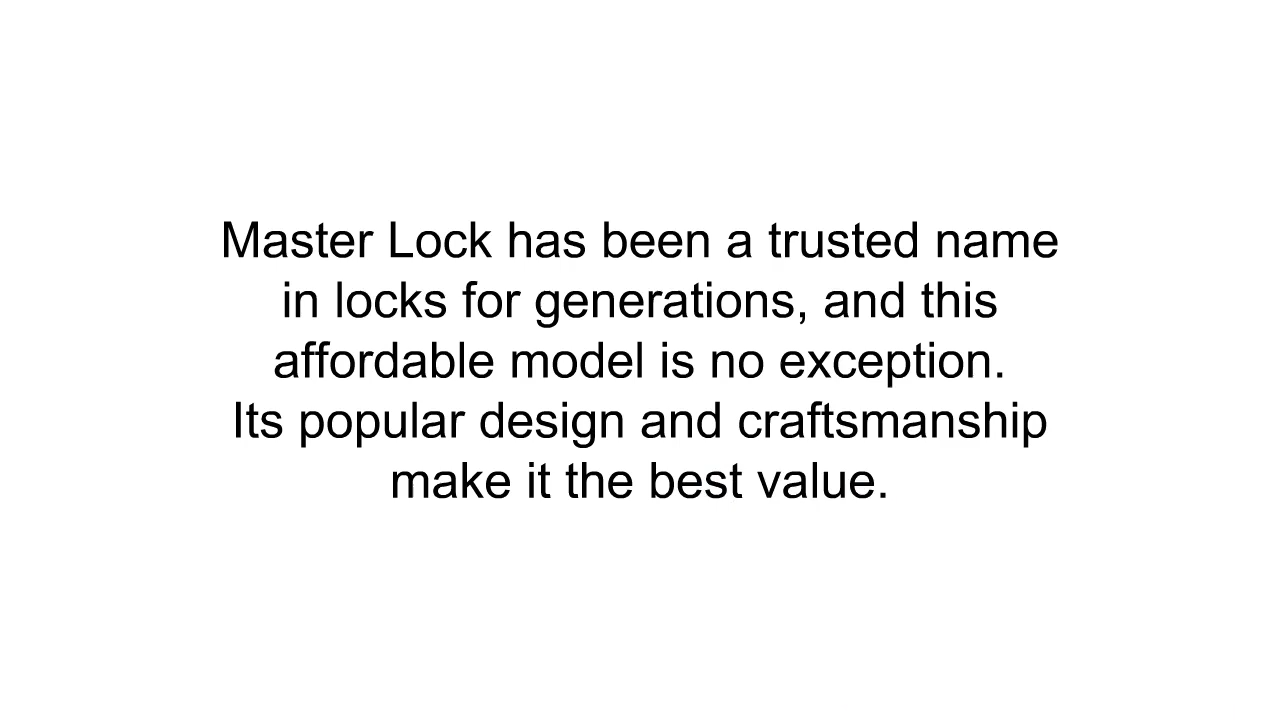 Master Lock has been a trusted name
in locks for generations, and this
affordable model is no exception.
Its popular design and craftsmanship
make it the best value.